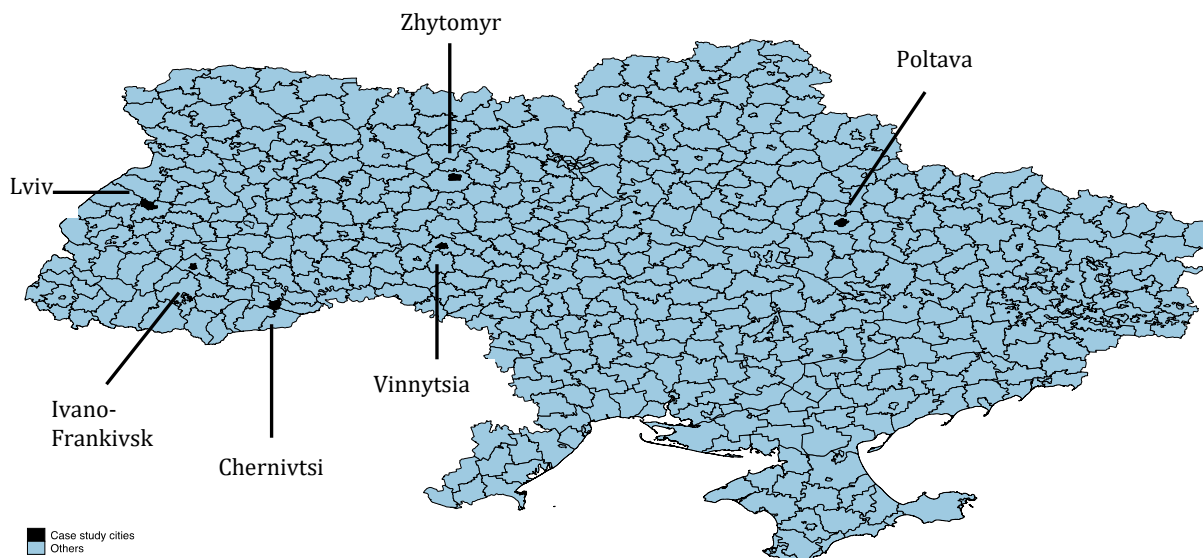 Zhytomyr
Poltava
Lviv
Vinnytsia
Ivano-
Frankivsk
Chernivtsi
Case study cities
Others